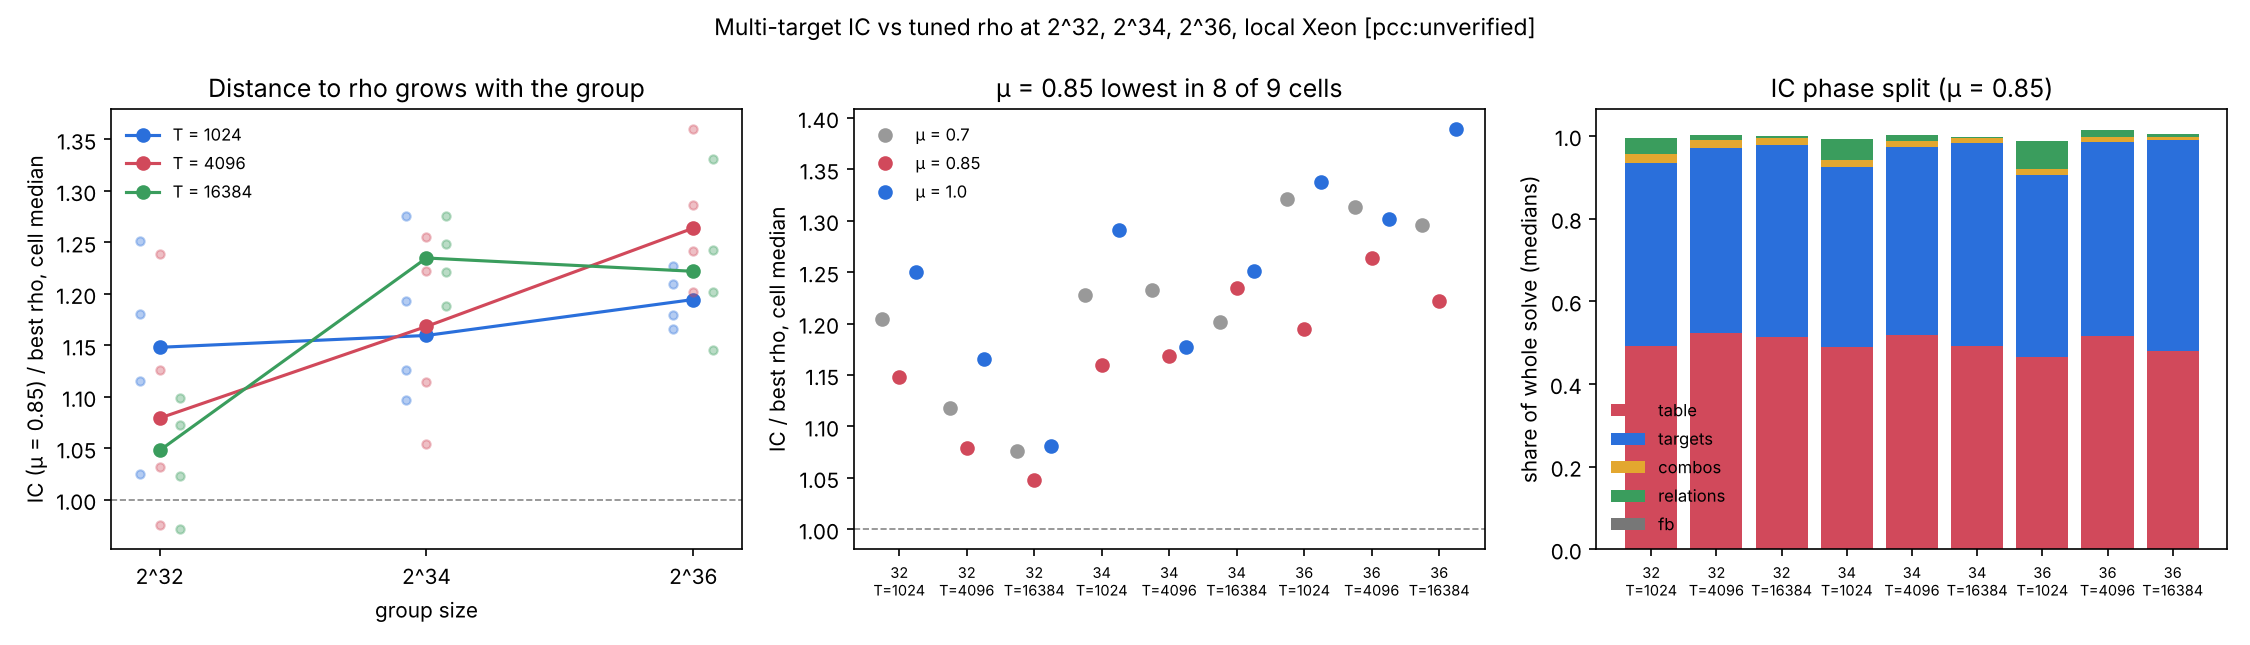 Multi-target IC vs tuned rho at 2^32, 2^34, 2^36, local Xeon [pcc:unverified]
Distance to rho grows with the group
IC (μ = 0.85) / best rho, cell median
1.35
1.30
1.25
1.20
1.15
1.10
1.05
1.00
T = 1024
T = 4096
T = 16384
2^32
2^34
2^36
group size
μ = 0.85 lowest in 8 of 9 cells
IC / best rho, cell median
1.40
1.35
1.30
1.25
1.20
1.15
1.10
1.05
1.00
μ = 0.7
μ = 0.85
μ = 1.0
32
T=1024
32
T=4096
32
T=16384
34
T=1024
34
T=4096
34
T=16384
36
T=1024
36
T=4096
36
T=16384
IC phase split (μ = 0.85)
share of whole solve (medians)
1.0
0.8
0.6
0.4
0.2
0.0
table
targets
combos
relations
fb
32
T=1024
32
T=4096
32
T=16384
34
T=1024
34
T=4096
34
T=16384
36
T=1024
36
T=4096
36
T=16384